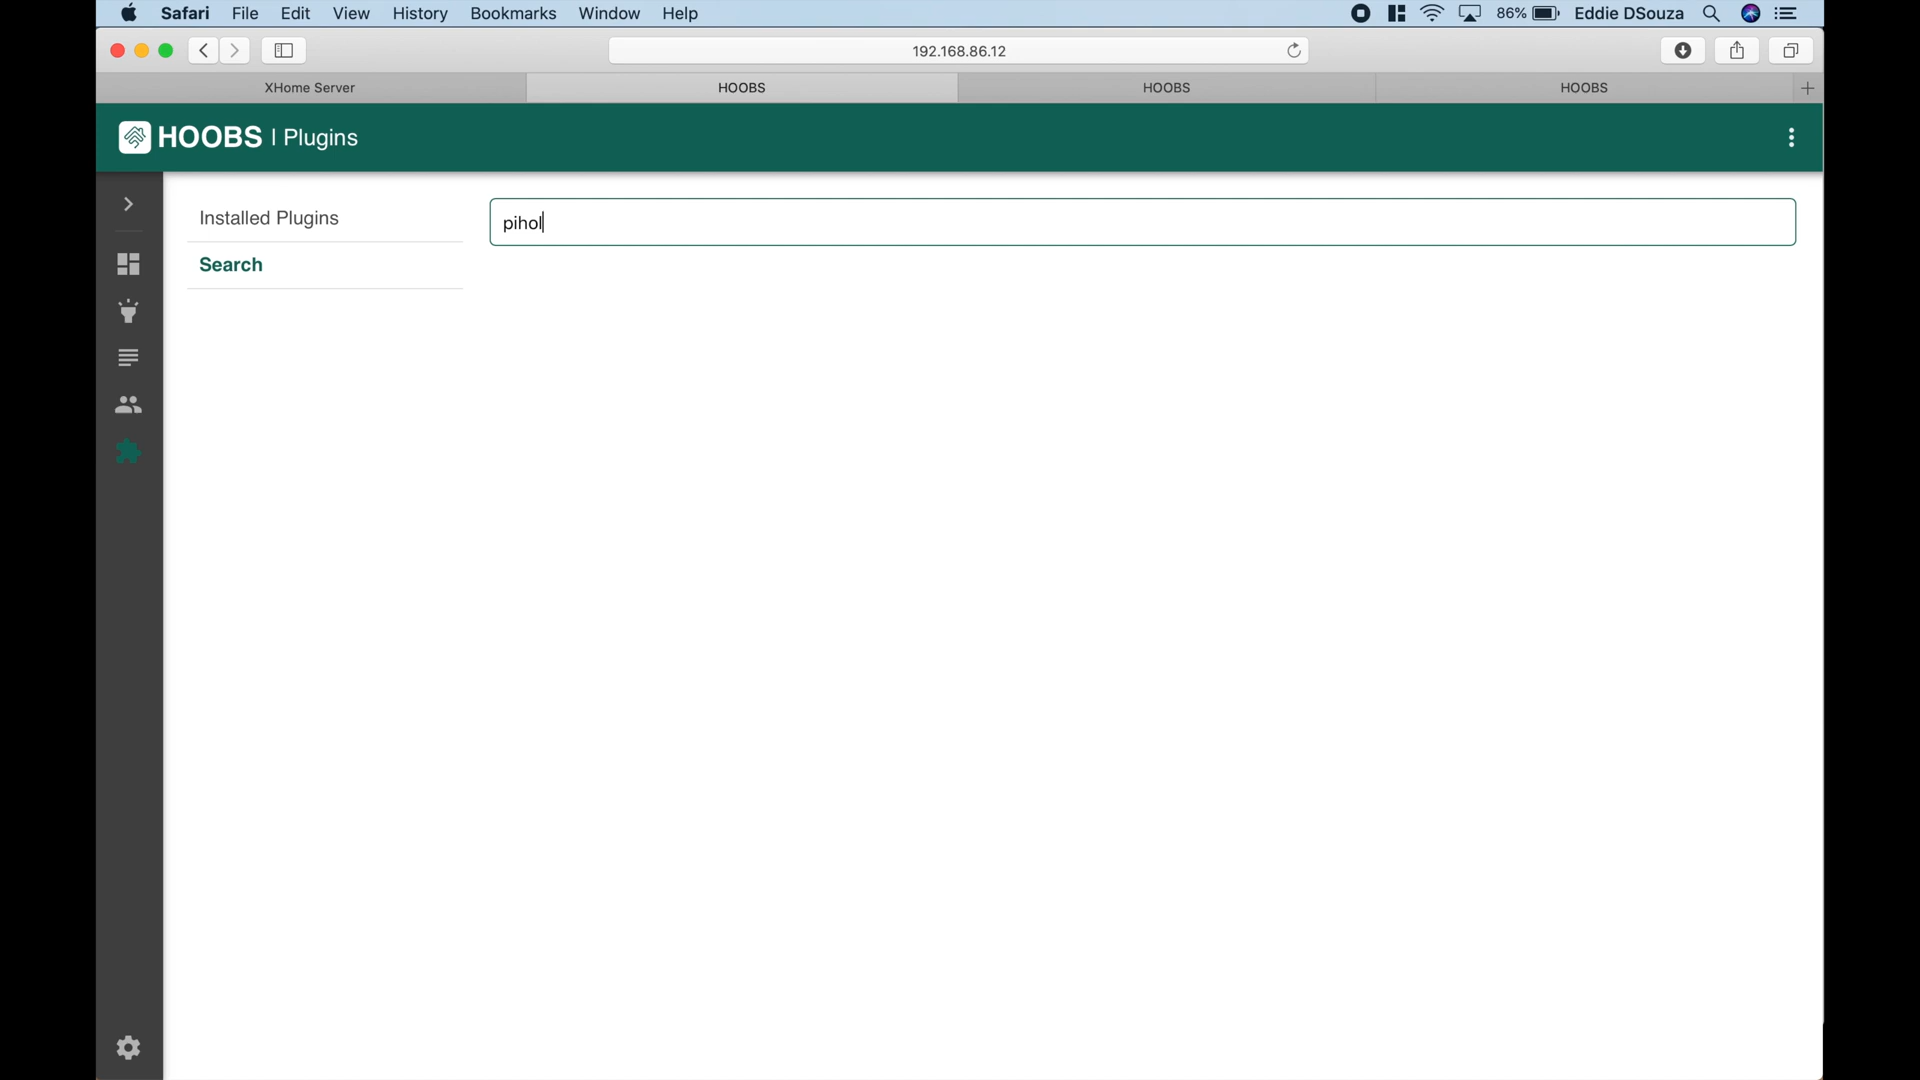 Safari File Edit View History Bookmarks Window Help 86% Eddie DSouza
192.168.86.12
XHome Server HOOBS HOOBS HOOBS
HOOBS | Plugins
Installed Plugins
pihol
Search